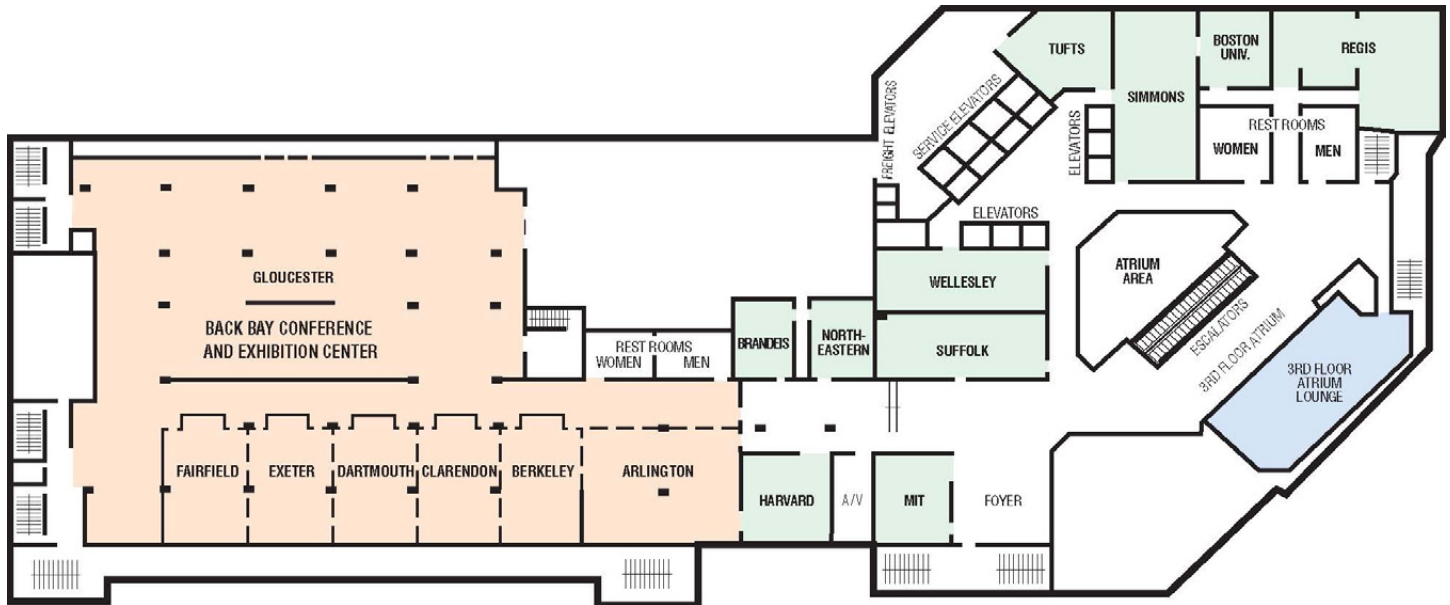 TUFTS
BOSTON
UNIV.
REGIS
SIMMONS
FREIGHT ELEVATORS
SERVICE ELEVATORS
ELEVATORS
REST ROOMS
WOMEN
MEN
ELEVATORS
GLOUCESTER
BACK BAY CONFERENCE
AND EXHIBITION CENTER
WELLESLEY
ATRIUM
AREA
ESCALATORS
3RD FLOOR ATRIUM
REST ROOMS
WOMEN
MEN
BRANDEIS
NORTH-
EASTERN
SUFFOLK
3RD FLOOR
ATRIUM
LOUNGE
FAIRFIELD
EXETER
DARTMOUTH
CLARENDON
BERKELEY
ARLINGTON
HARVARD
A/V
MIT
FOYER